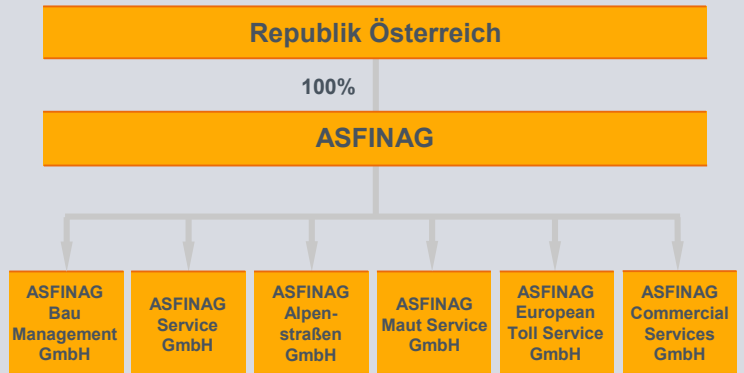 Republik Österreich
100%
ASFINAG
ASFINAG
Bau
Management
GmbH
ASFINAG
Service
GmbH
ASFINAG
Alpen-
straßen
GmbH
ASFINAG
Maut Service
GmbH
ASFINAG
European
Toll Service
GmbH
ASFINAG
Commercial
Services
GmbH